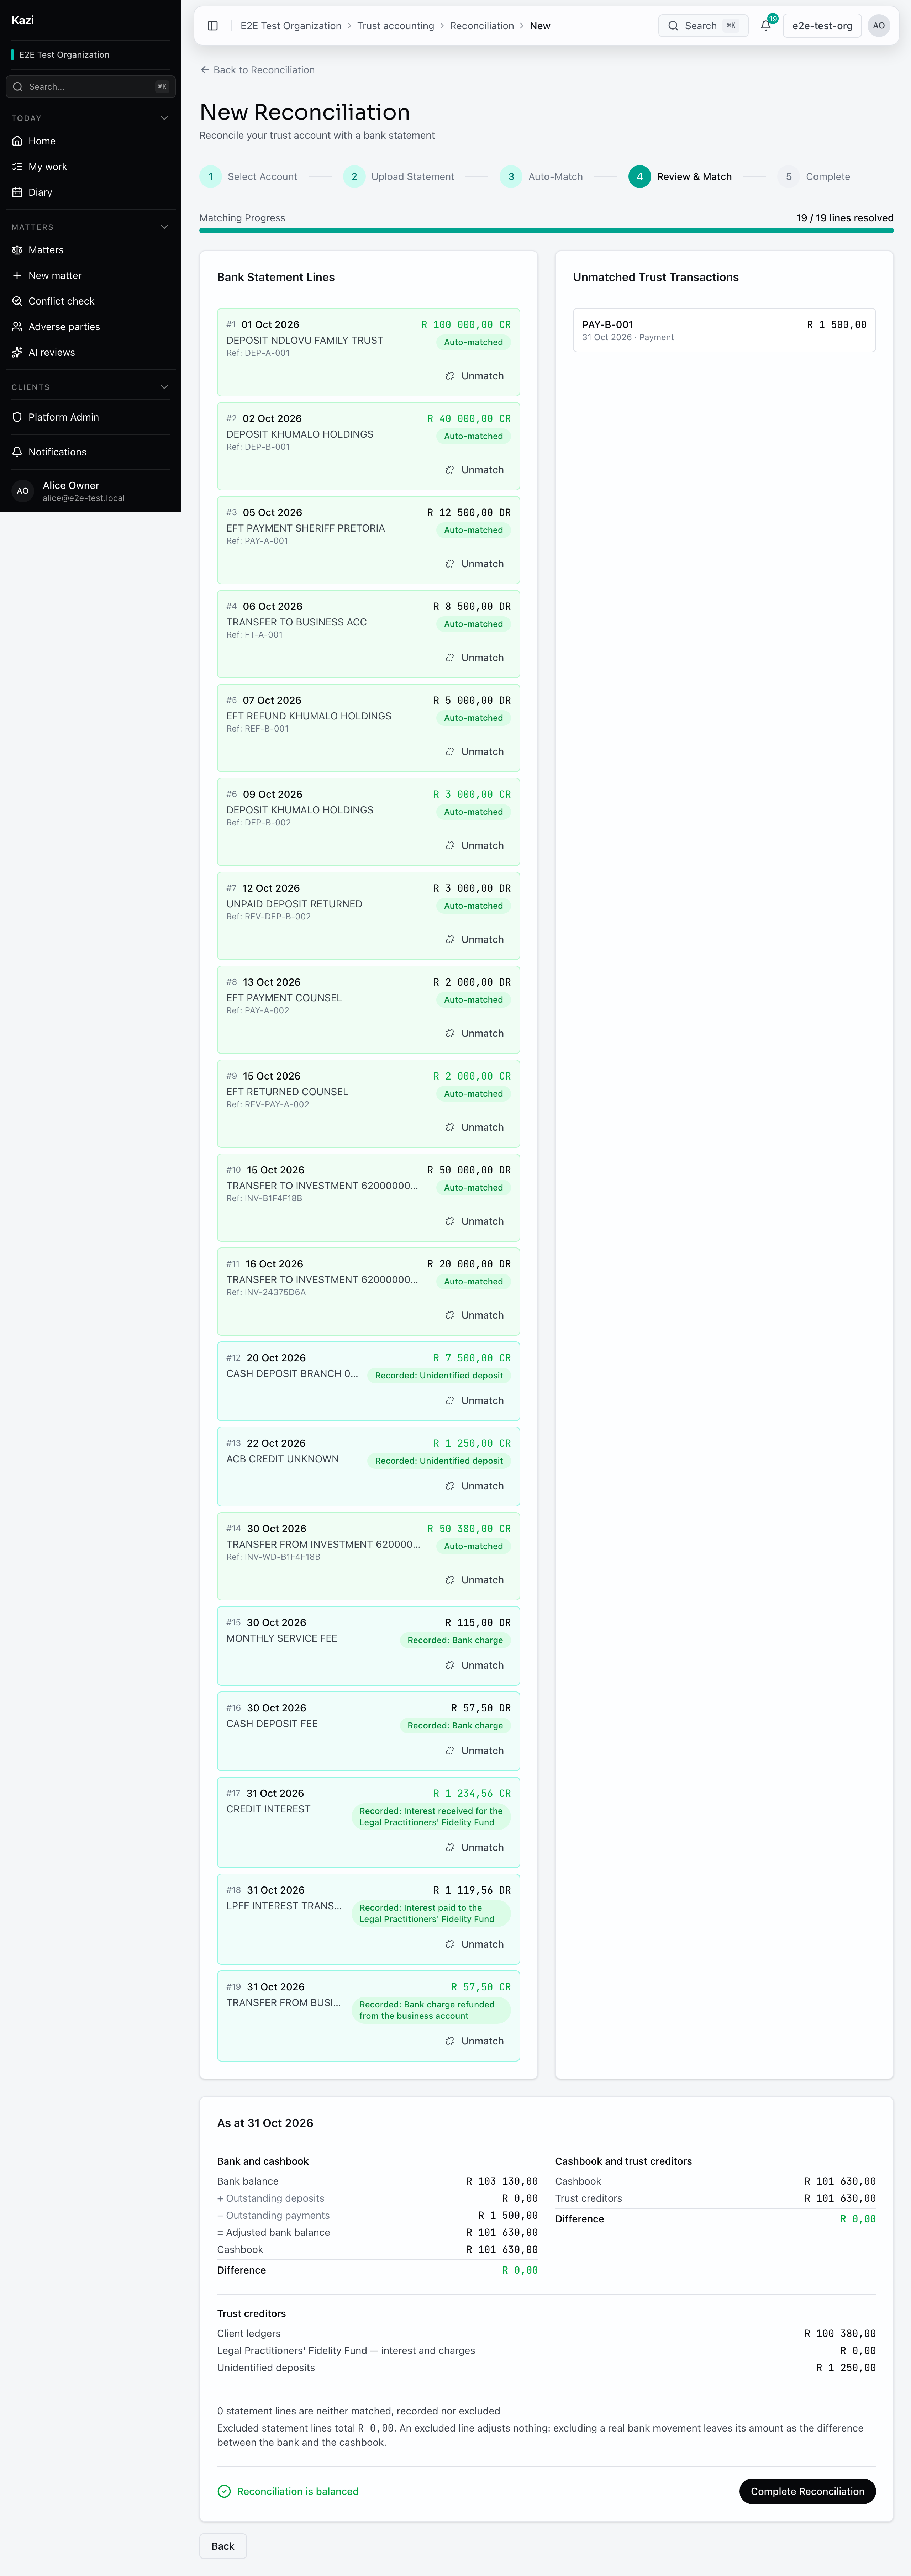 Kazi
E2E Test Organization
Search... ⌘K
TODAY
Home
My work
Diary
MATTERS
Matters
New matter
Conflict check
Adverse parties
AI reviews
CLIENTS
Platform Admin
Notifications
AO
Alice Owner
alice@e2e-test.local
E2E Test Organization > Trust accounting > Reconciliation > New
Search ⌘K
19
e2e-test-org
AO
← Back to Reconciliation
New Reconciliation
Reconcile your trust account with a bank statement
1 Select Account
2 Upload Statement
3 Auto-Match
4 Review & Match
5 Complete
Matching Progress 19 / 19 lines resolved
Bank Statement Lines
#1 01 Oct 2026 R 100 000,00 CR
DEPOSIT NDLOVU FAMILY TRUST Auto-matched
Ref: DEP-A-001
Unmatch
#2 02 Oct 2026 R 40 000,00 CR
DEPOSIT KHUMALO HOLDINGS Auto-matched
Ref: DEP-B-001
Unmatch
#3 05 Oct 2026 R 12 500,00 DR
EFT PAYMENT SHERIFF PRETORIA Auto-matched
Ref: PAY-A-001
Unmatch
#4 06 Oct 2026 R 8 500,00 DR
TRANSFER TO BUSINESS ACC Auto-matched
Ref: FT-A-001
Unmatch
#5 07 Oct 2026 R 5 000,00 DR
EFT REFUND KHUMALO HOLDINGS Auto-matched
Ref: REF-B-001
Unmatch
#6 09 Oct 2026 R 3 000,00 CR
DEPOSIT KHUMALO HOLDINGS Auto-matched
Ref: DEP-B-002
Unmatch
#7 12 Oct 2026 R 3 000,00 DR
UNPAID DEPOSIT RETURNED Auto-matched
Ref: REV-DEP-B-002
Unmatch
#8 13 Oct 2026 R 2 000,00 DR
EFT PAYMENT COUNSEL Auto-matched
Ref: PAY-A-002
Unmatch
#9 15 Oct 2026 R 2 000,00 CR
EFT RETURNED COUNSEL Auto-matched
Ref: REV-PAY-A-002
Unmatch
#10 15 Oct 2026 R 50 000,00 DR
TRANSFER TO INVESTMENT 62000000... Auto-matched
Ref: INV-B1F4F18B
Unmatch
#11 16 Oct 2026 R 20 000,00 DR
TRANSFER TO INVESTMENT 62000000... Auto-matched
Ref: INV-24375D6A
Unmatch
#12 20 Oct 2026 R 7 500,00 CR
CASH DEPOSIT BRANCH 0... Recorded: Unidentified deposit
Unmatch
#13 22 Oct 2026 R 1 250,00 CR
ACB CREDIT UNKNOWN Recorded: Unidentified deposit
Unmatch
#14 30 Oct 2026 R 50 380,00 CR
TRANSFER FROM INVESTMENT 620000... Auto-matched
Ref: INV-WD-B1F4F18B
Unmatch
#15 30 Oct 2026 R 115,00 DR
MONTHLY SERVICE FEE Recorded: Bank charge
Unmatch
#16 30 Oct 2026 R 57,50 DR
CASH DEPOSIT FEE Recorded: Bank charge
Unmatch
#17 31 Oct 2026 R 1 234,56 CR
CREDIT INTEREST Recorded: Interest received for the
Legal Practitioners' Fidelity Fund
Unmatch
#18 31 Oct 2026 R 1 119,56 DR
LPFF INTEREST TRANS... Recorded: Interest paid to the
Legal Practitioners' Fidelity Fund
Unmatch
#19 31 Oct 2026 R 57,50 CR
TRANSFER FROM BUSI... Recorded: Bank charge refunded
from the business account
Unmatch
Unmatched Trust Transactions
PAY-B-001 R 1 500,00
31 Oct 2026 · Payment
As at 31 Oct 2026
Bank and cashbook
Bank balance R 103 130,00
+ Outstanding deposits R 0,00
− Outstanding payments R 1 500,00
= Adjusted bank balance R 101 630,00
Cashbook R 101 630,00
Difference R 0,00
Cashbook and trust creditors
Cashbook R 101 630,00
Trust creditors R 101 630,00
Difference R 0,00
Trust creditors
Client ledgers R 100 380,00
Legal Practitioners' Fidelity Fund — interest and charges R 0,00
Unidentified deposits R 1 250,00
0 statement lines are neither matched, recorded nor excluded
Excluded statement lines total R 0,00. An excluded line adjusts nothing: excluding a real bank movement leaves its amount as the difference
between the bank and the cashbook.
Reconciliation is balanced
Complete Reconciliation
Back